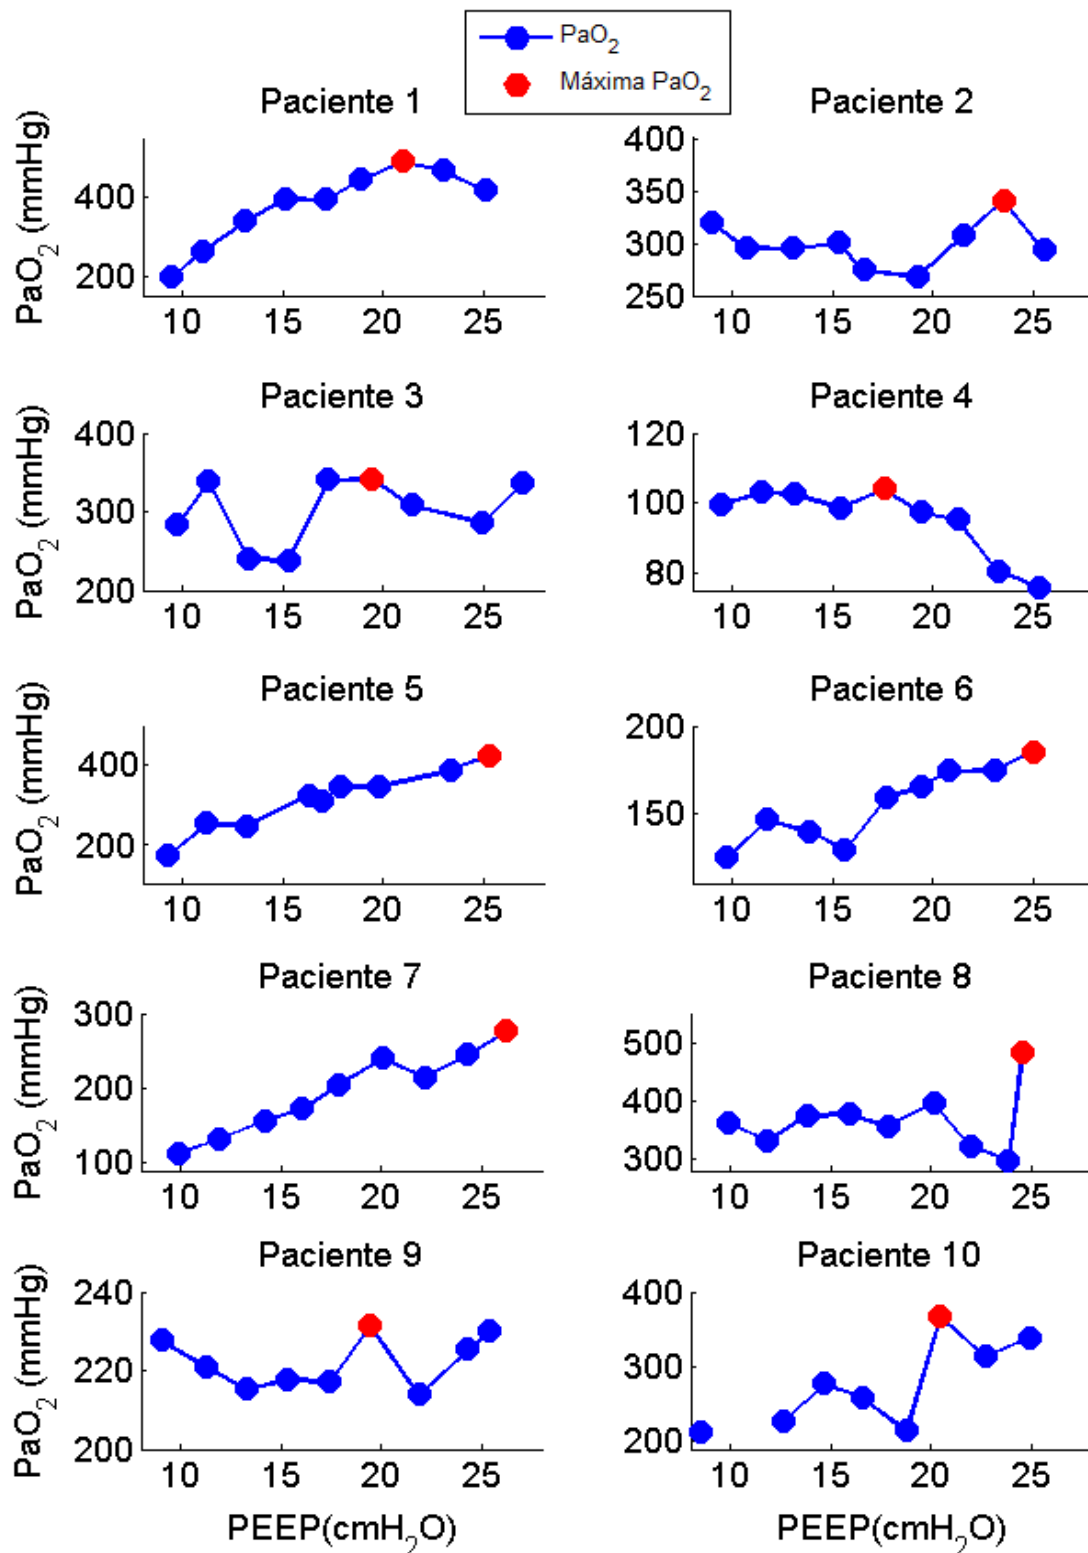 PaO2
Máxima PaO2
Paciente 1
PaO2 (mmHg)
400
200
10 15 20 25
Paciente 2
400
350
300
250
10 15 20 25
Paciente 3
PaO2 (mmHg)
400
300
200
10 15 20 25
Paciente 4
120
100
80
10 15 20 25
Paciente 5
PaO2 (mmHg)
400
200
10 15 20 25
Paciente 6
200
150
10 15 20 25
Paciente 7
PaO2 (mmHg)
300
200
100
10 15 20 25
Paciente 8
500
400
300
10 15 20 25
Paciente 9
PaO2 (mmHg)
240
220
200
10 15 20 25
PEEP(cmH2O)
Paciente 10
400
300
200
10 15 20 25
PEEP(cmH2O)